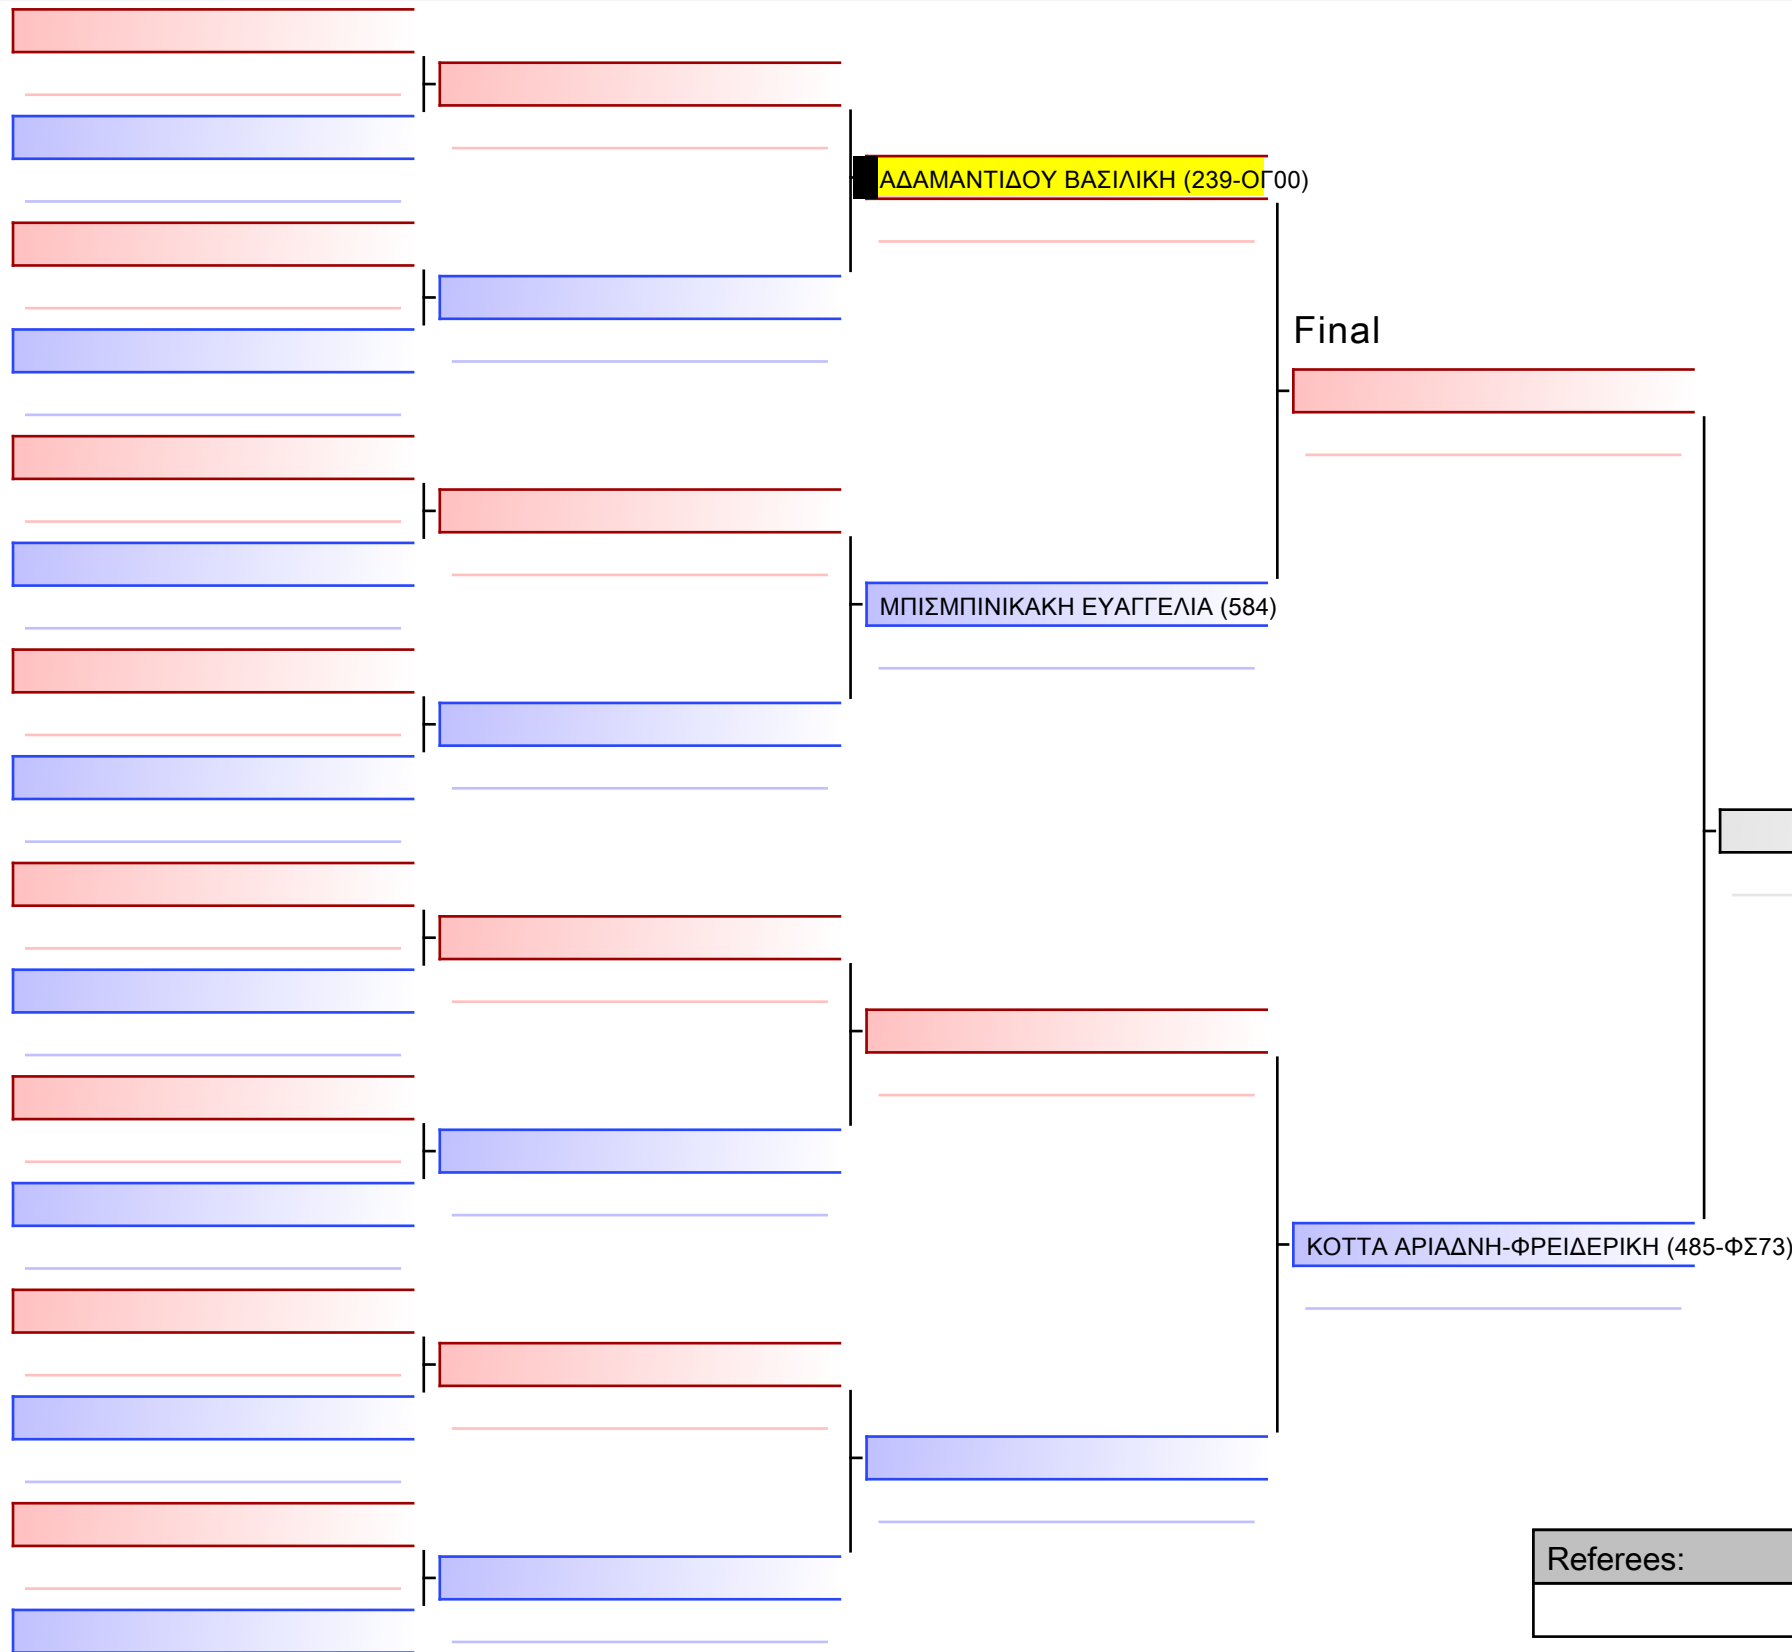 ΑΔΑΜΑΝΤΙΔΟΥ ΒΑΣΙΛΙΚΗ (239-ΟΓ00)
Final
ΜΠΙΣΜΠΙΝΙΚΑΚΗ ΕΥΑΓΓΕΛΙΑ (584)
ΚΟΤΤΑ ΑΡΙΑΔΝΗ-ΦΡΕΙΔΕΡΙΚΗ (485-ΦΣ73)
Referees: